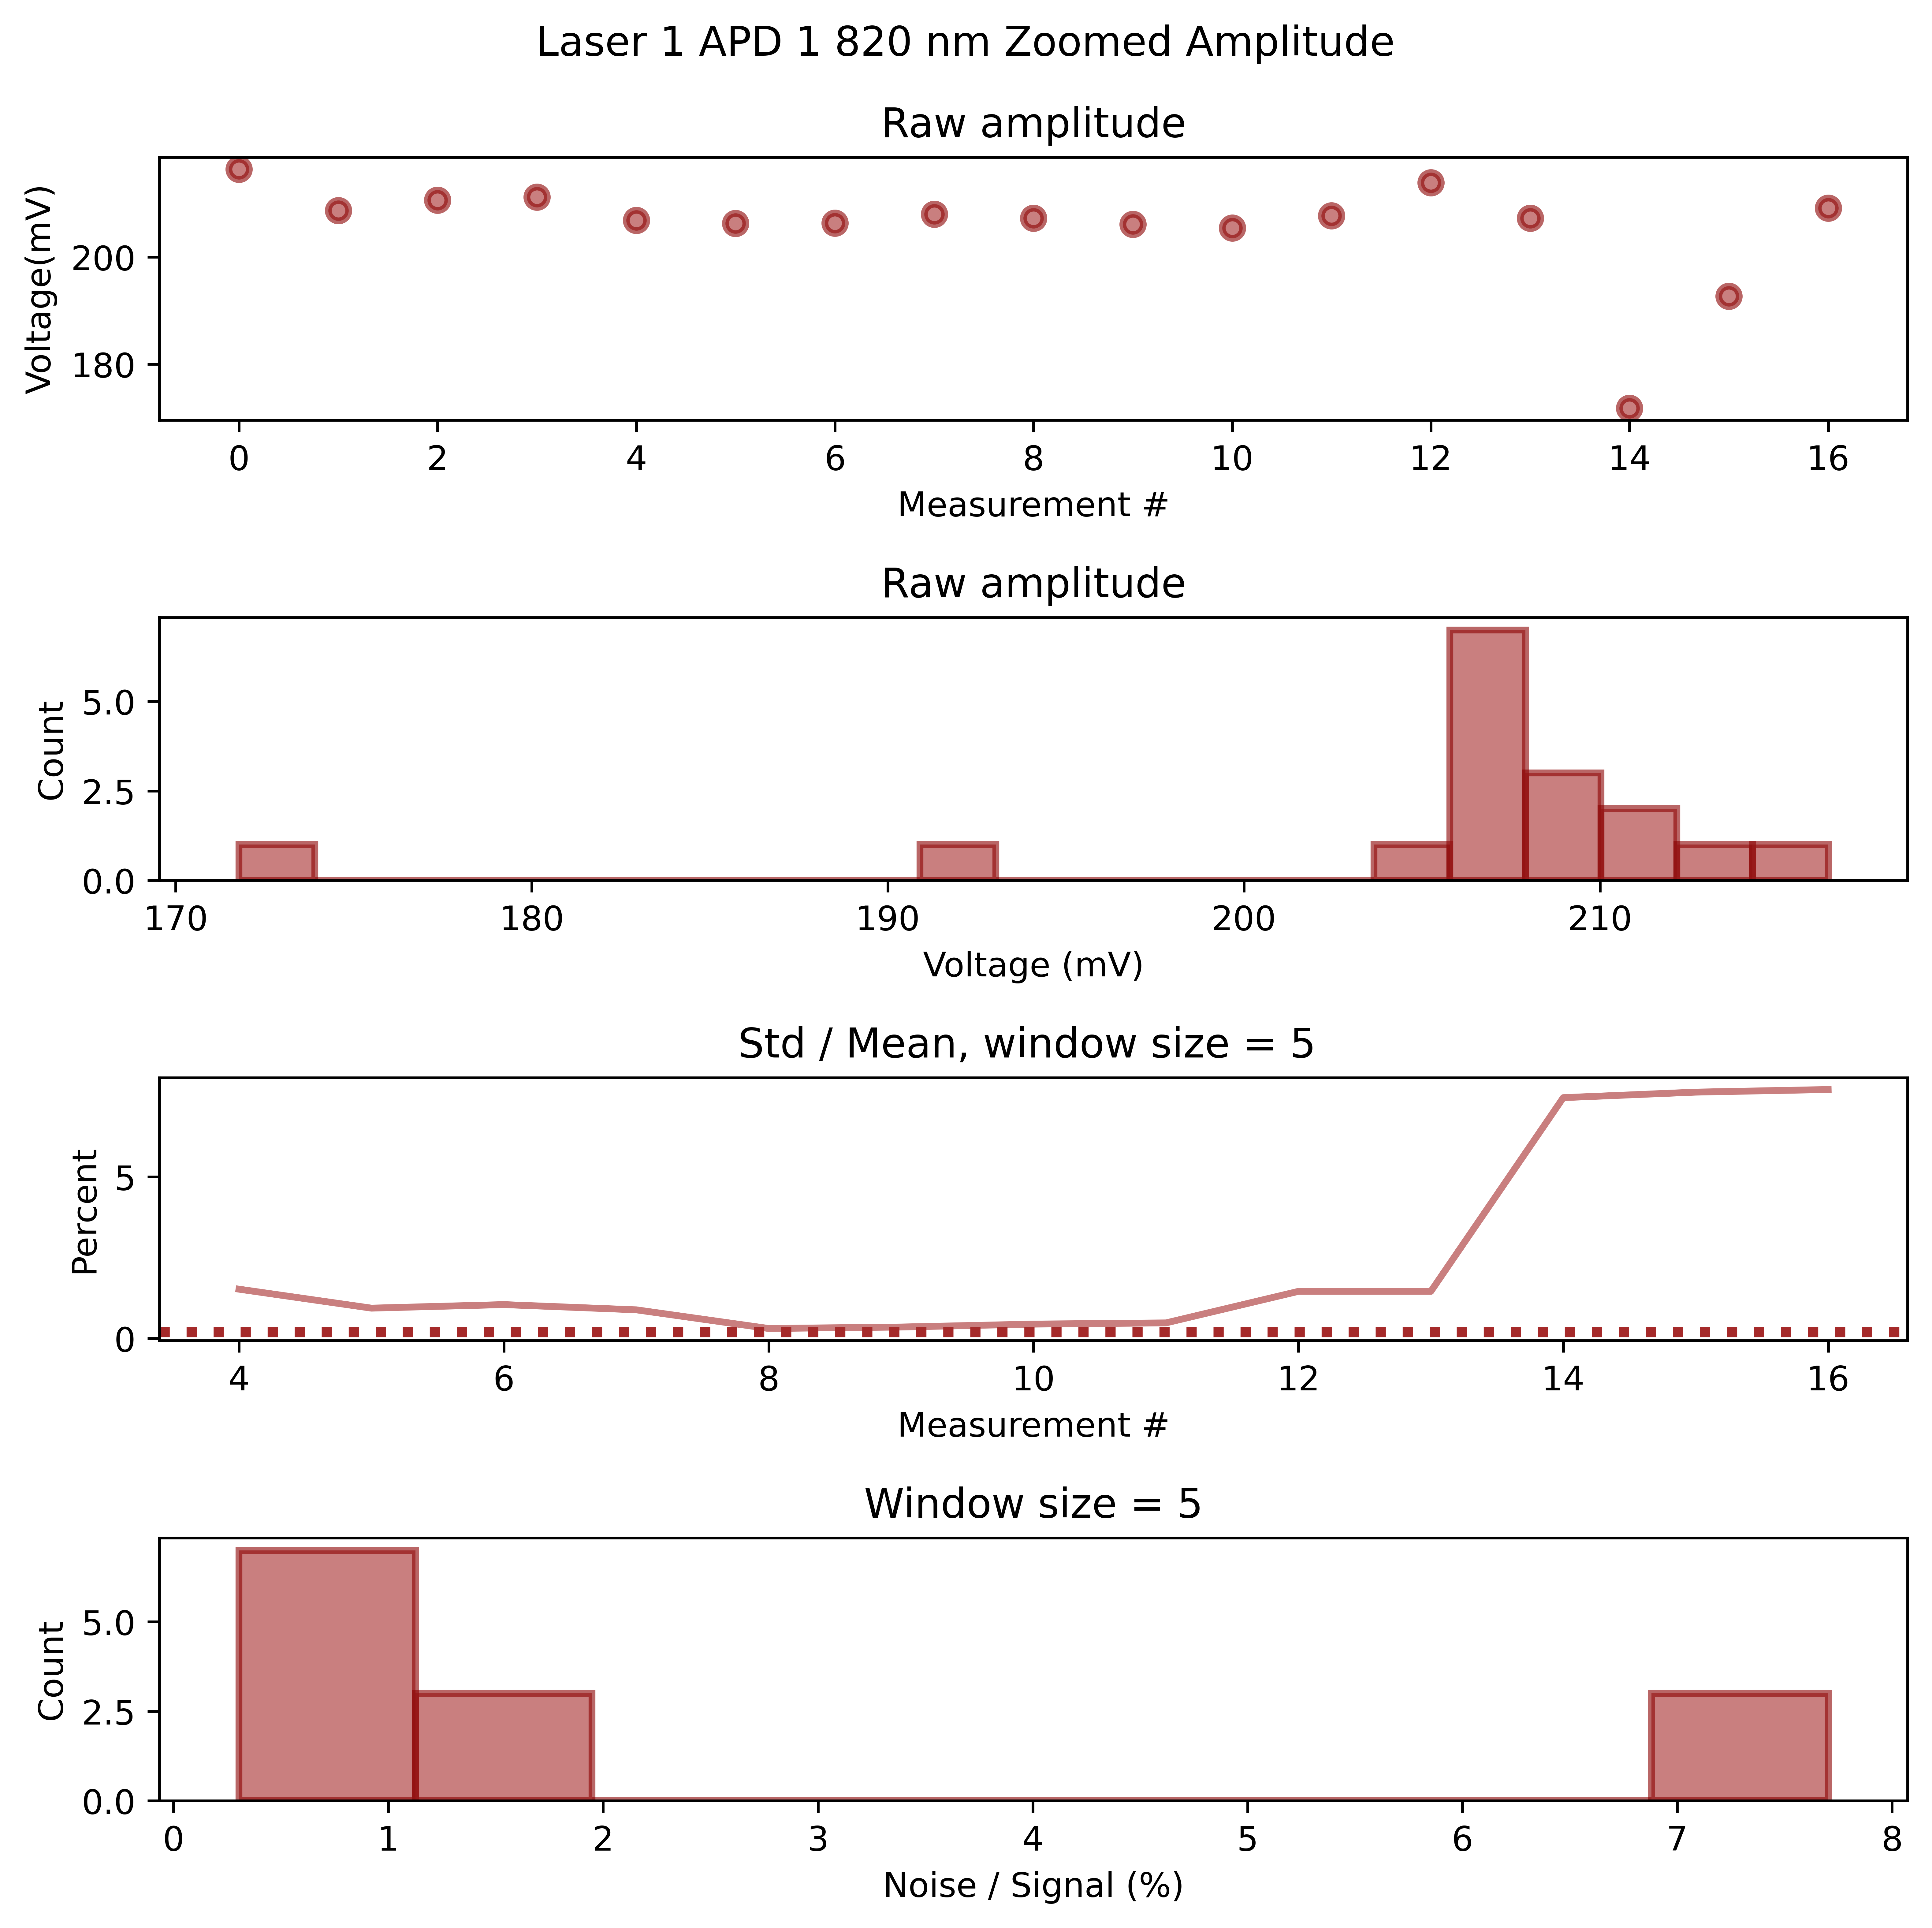 Laser 1 APD 1 820 nm Zoomed Amplitude
Raw amplitude
Voltage(mV)
200
180
0 2 4 6 8 10 12 14 16
Measurement #
Raw amplitude
Count
5.0
2.5
0.0
170 180 190 200 210
Voltage (mV)
Std / Mean, window size = 5
Percent
5
0
4 6 8 10 12 14 16
Measurement #
Window size = 5
Count
5.0
2.5
0.0
0 1 2 3 4 5 6 7 8
Noise / Signal (%)